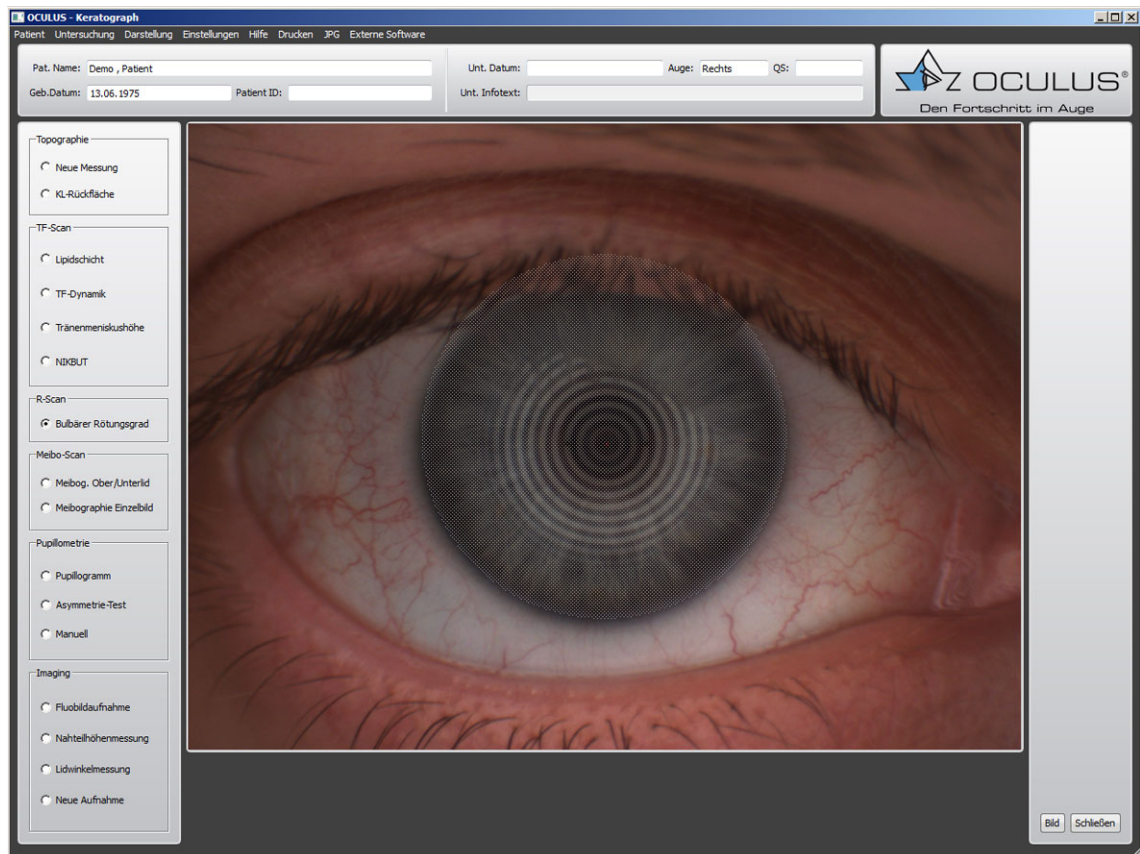 OCULUS - Keratograph
Patient Untersuchung Darstellung Einstellungen Hilfe Drucken JPG Externe Software
Pat. Name: Demo , Patient
Unt. Datum: Auge: Rechts QS:
Geb.Datum: 13.06.1975 Patient ID:
Unt. Infotext:
OCULUS®
Den Fortschritt im Auge
Topographie
Neue Messung
KL-Rückfläche
TF-Scan
Lipidschicht
TF-Dynamik
Tränenmeniskushöhe
NIKBUT
R-Scan
Bulbärer Rötungsgrad
Meibo-Scan
Meibog. Ober/Unterlid
Meibographie Einzelbild
Pupillometrie
Pupillogramm
Asymmetrie-Test
Manuell
Imaging
Fluobildaufnahme
Nahteilhöhenmessung
Lidwinkelmessung
Neue Aufnahme
Bild Schließen